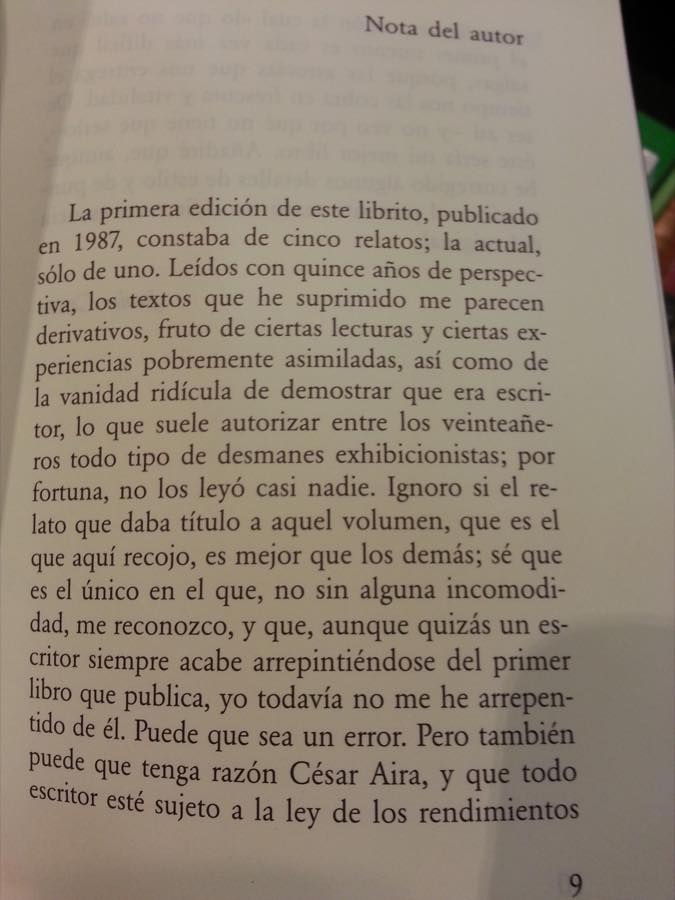 Nota del autor
La primera edición de este librito, publicado
en 1987, constaba de cinco relatos; la actual,
sólo de uno. Leídos con quince años de perspec-
tiva, los textos que he suprimido me parecen
derivativos, fruto de ciertas lecturas y ciertas ex-
periencias pobremente asimiladas, así como de
la vanidad ridícula de demostrar que era escri-
tor, lo que suele autorizar entre los veinteañe-
ros todo tipo de desmanes exhibicionistas; por
fortuna, no los leyó casi nadie. Ignoro si el re-
lato que daba título a aquel volumen, que es el
que aquí recojo, es mejor que los demás; sé que
es el único en el que, no sin alguna incomodi-
dad, me reconozco, y que, aunque quizás un es-
critor siempre acabe arrepintiéndose del primer
libro que publica, yo todavía no me he arrepen-
tido de él. Puede que sea un error. Pero también
puede que tenga razón César Aira, y que todo
escritor esté sujeto a la ley de los rendimientos
9